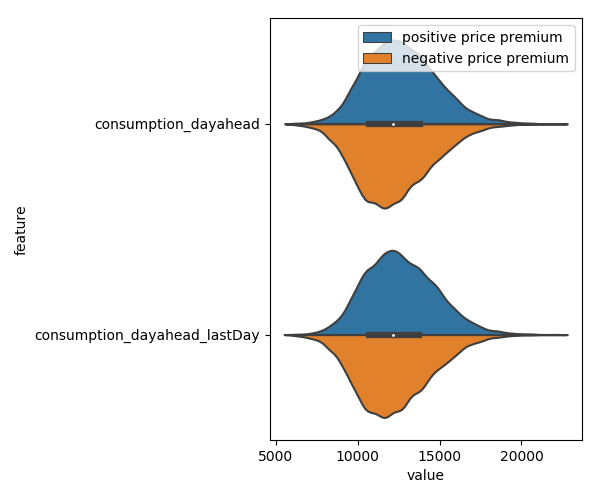 positive price premium
negative price premium
consumption_dayahead
feature
consumption_dayahead_lastDay
5000 10000 15000 20000
value